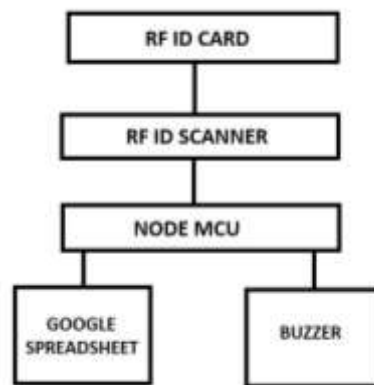 RF ID CARD
RF ID SCANNER
NODE MCU
GOOGLE
SPREADSHEET
BUZZER